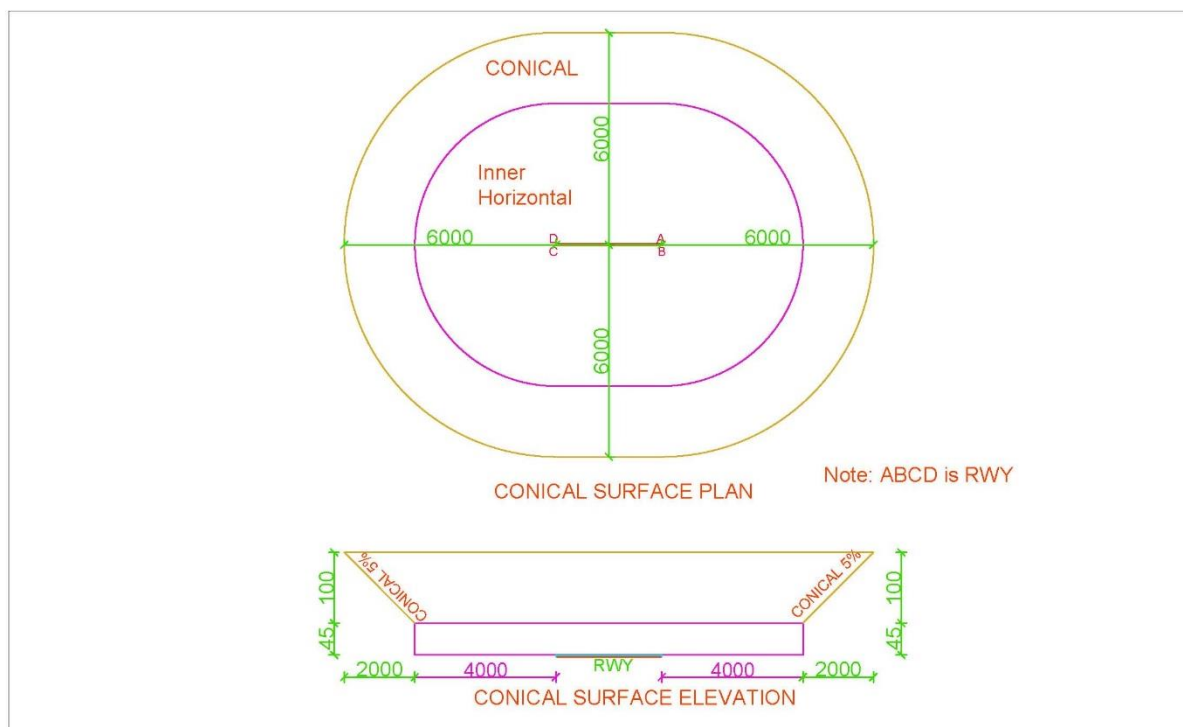 CONICAL
6000
Inner
Horizontal
6000
D
A
6000
C
B
6000
Note: ABCD is RWY
CONICAL SURFACE PLAN
CONICAL 5%
CONICAL 5%
100
100
45
45
RWY
2000
4000
4000
2000
CONICAL SURFACE ELEVATION